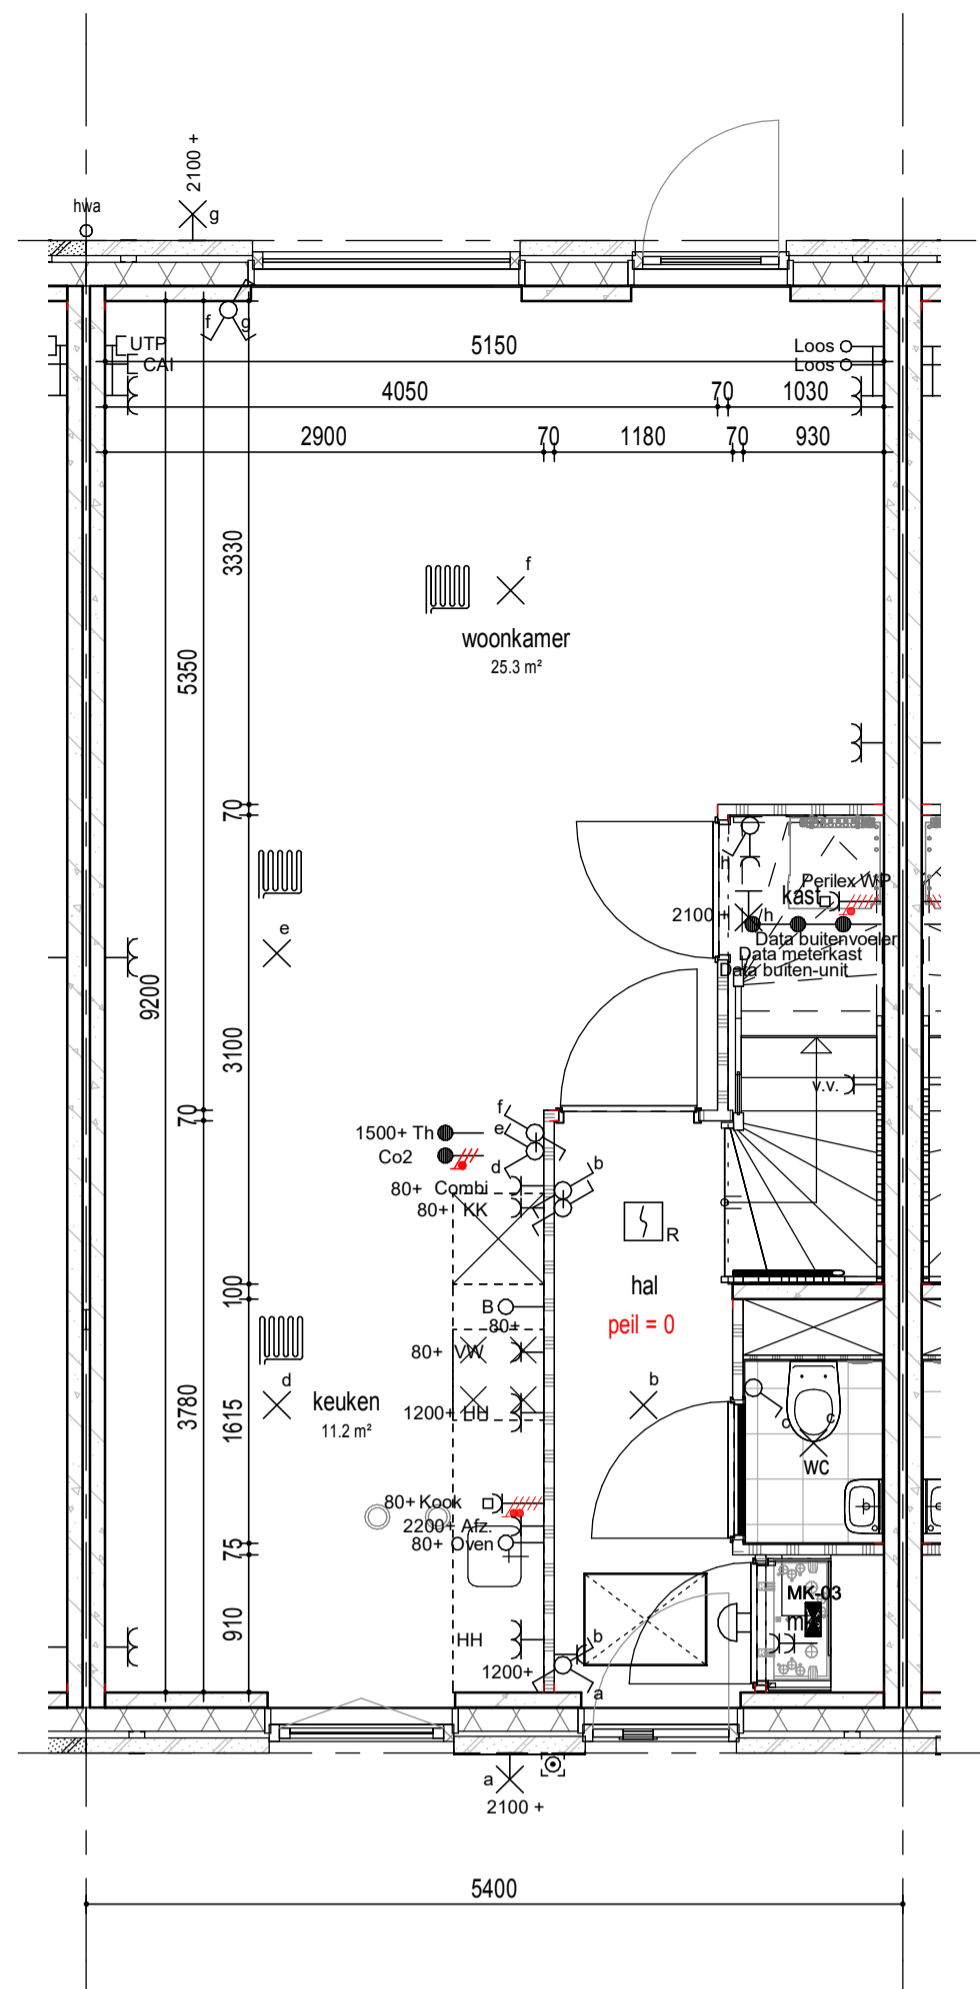 2100 +
hwa
g
f
g
UTP
CAI
5150
Loos
Loos
4050
70
1030
2900
70
1180
70
930
3330
f
woonkamer
25.3 m²
5350
70
h
Perilex WP
kast
2100 +
h
e
Data buitenvoeler
Data meterkast
Data buiten-unit
9200
3100
v.v.
70
f
1500+ Th
e
Co2
d
b
80+ Combi
80+ KK
R
100
hal
B
80+
peil = 0
80+ VW
d
keuken
11.2 m²
b
3780
1615
1200+ HH
c
c
wc
80+ Kook
2200+ Afz.
80+ Oven
75
MK-03
mk
910
HH
b
1200+
a
a
2100 +
5400